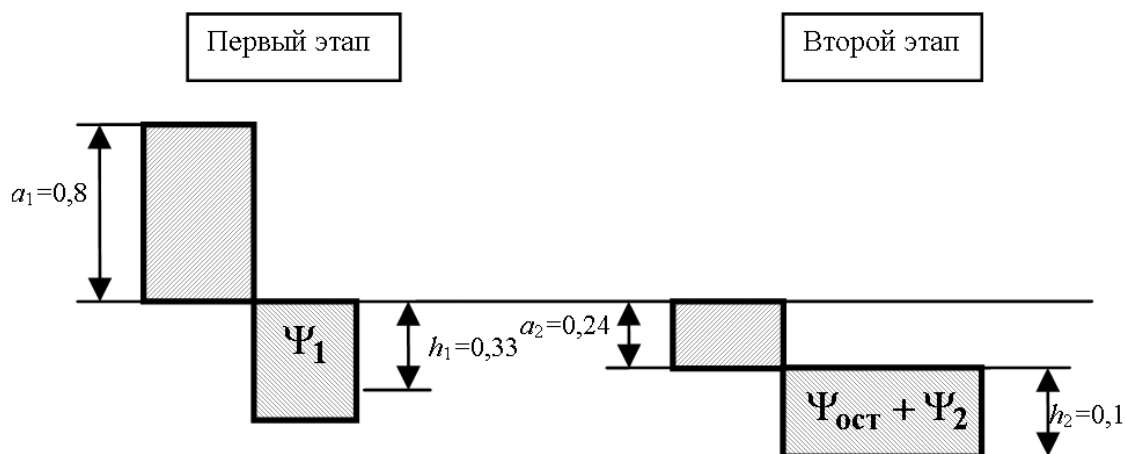 Первый этап
Второй этап
a₁=0,8
Ψ₁
h₁=0,33
a₂=0,24
Ψост + Ψ₂
h₂=0,1